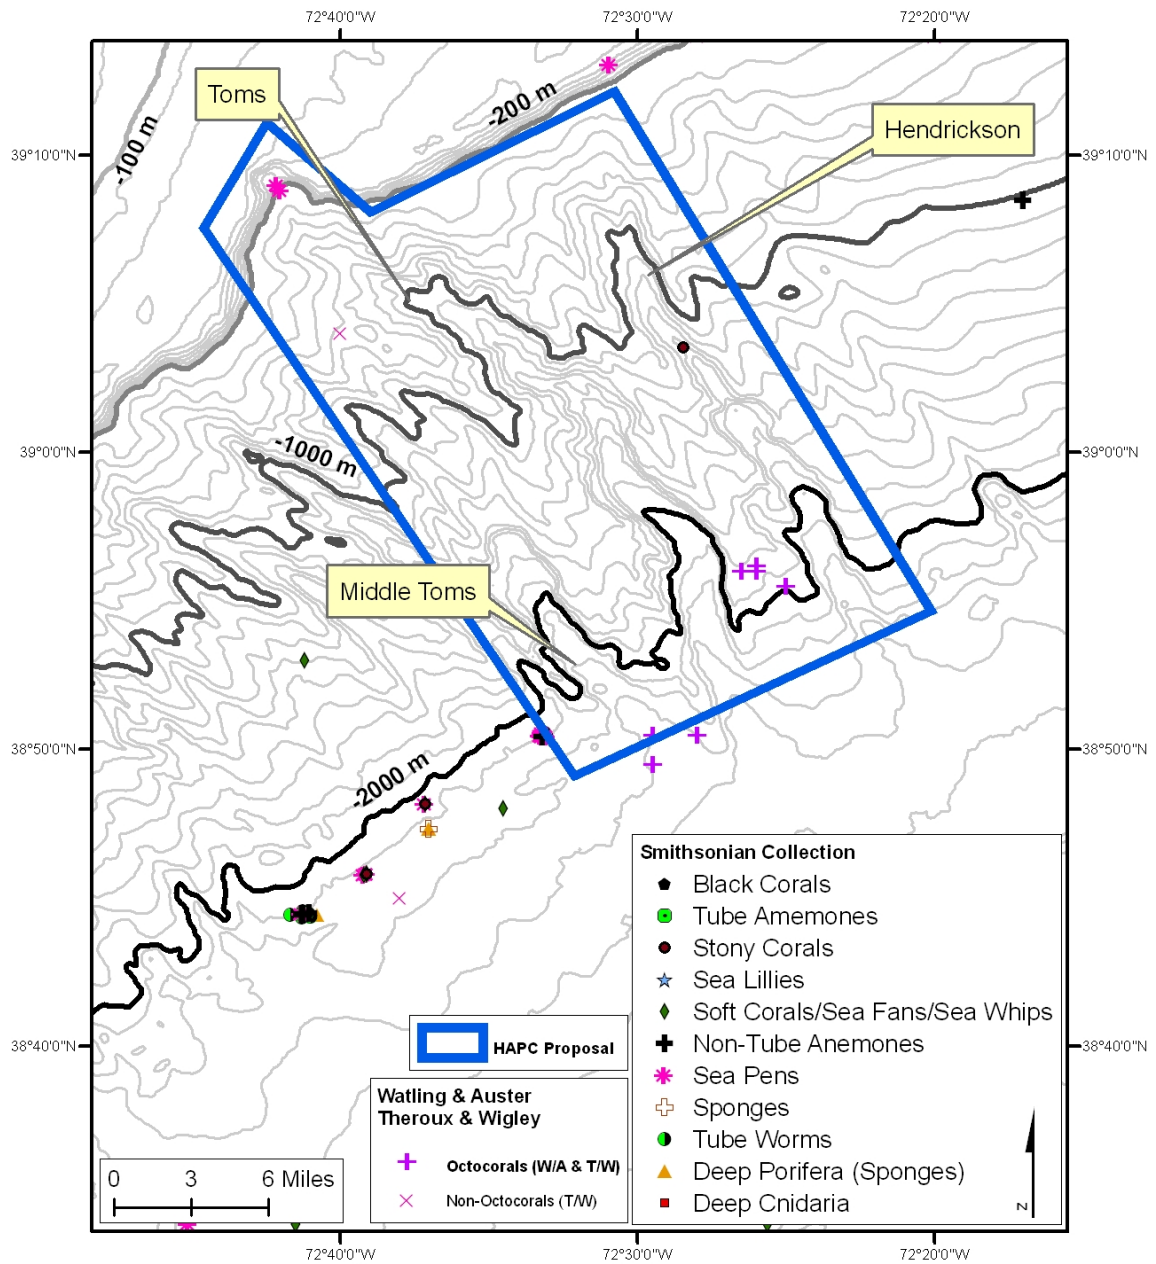 72°40'0"W
72°30'0"W
72°20'0"W
Toms
-200 m
Hendrickson
-100 m
39°10'0"N
39°10'0"N
39°0'0"N
-1000 m
39°0'0"N
Middle Toms
38°50'0"N
-2000 m
38°50'0"N
Smithsonian Collection
Black Corals
Tube Amemones
Stony Corals
Sea Lillies
Soft Corals/Sea Fans/Sea Whips
Non-Tube Anemones
Sea Pens
Sponges
Tube Worms
Deep Porifera (Sponges)
Deep Cnidaria
N
38°40'0"N
HAPC Proposal
38°40'0"N
Watling & Auster
Theroux & Wigley
Octocorals (W/A & T/W)
Non-Octocorals (T/W)
0 3 6 Miles
72°40'0"W
72°30'0"W
72°20'0"W